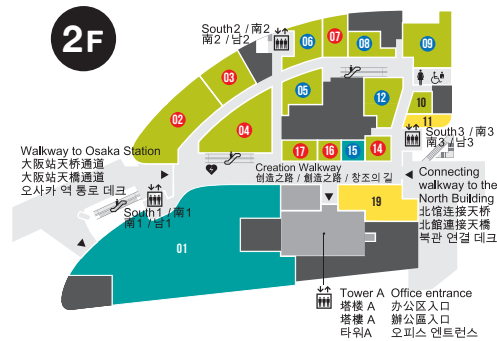 2F
South2 / 南2
南2 / 남2
06
07
08
09
03
05
12
10
11
02
04
South3 / 南3
南3 / 남3
17
16
15
14
Walkway to Osaka Station
大阪站天桥通道
大阪站天橋通道
오사카 역 통로 데크
Creation Walkway
创造之路 / 創造之路 / 창조의 길
Connecting
walkway to the
North Building
北馆连接天桥
北館連接天橋
북관 연결 데크
South1 / 南1
南1 / 남1
19
01
Tower A Office entrance
塔楼 A 办公区入口
塔樓 A 辦公區入口
타워A 오피스 엔트런스